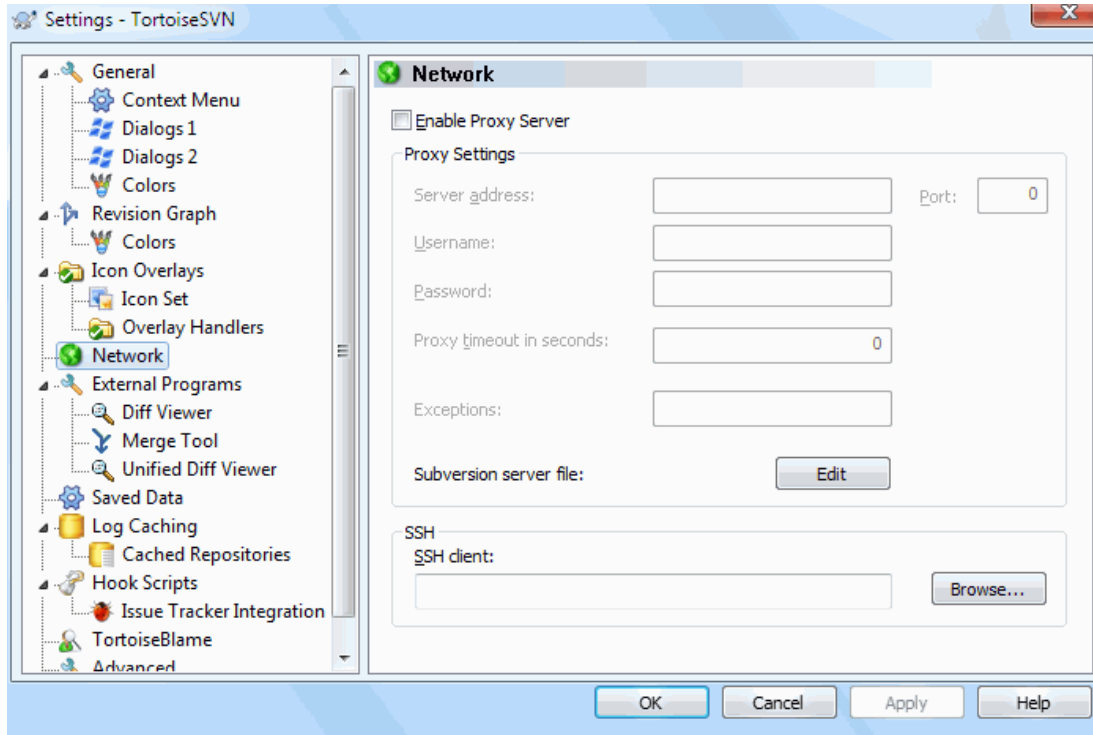 Settings - TortoiseSVN
General
Context Menu
Dialogs 1
Dialogs 2
Colors
Revision Graph
Colors
Icon Overlays
Icon Set
Overlay Handlers
Network
External Programs
Diff Viewer
Merge Tool
Unified Diff Viewer
Saved Data
Log Caching
Cached Repositories
Hook Scripts
Issue Tracker Integration
TortoiseBlame
Advanced
Network
Enable Proxy Server
Proxy Settings
Server address:
Port: 0
Username:
Password:
Proxy timeout in seconds: 0
Exceptions:
Subversion server file: Edit
SSH
SSH client:
Browse...
OK Cancel Apply Help